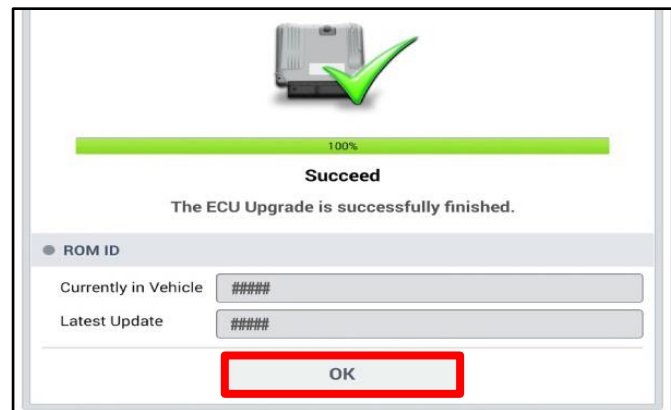 100%
Succeed
The ECU Upgrade is successfully finished.
ROM ID
Currently in Vehicle #####
Latest Update #####
OK